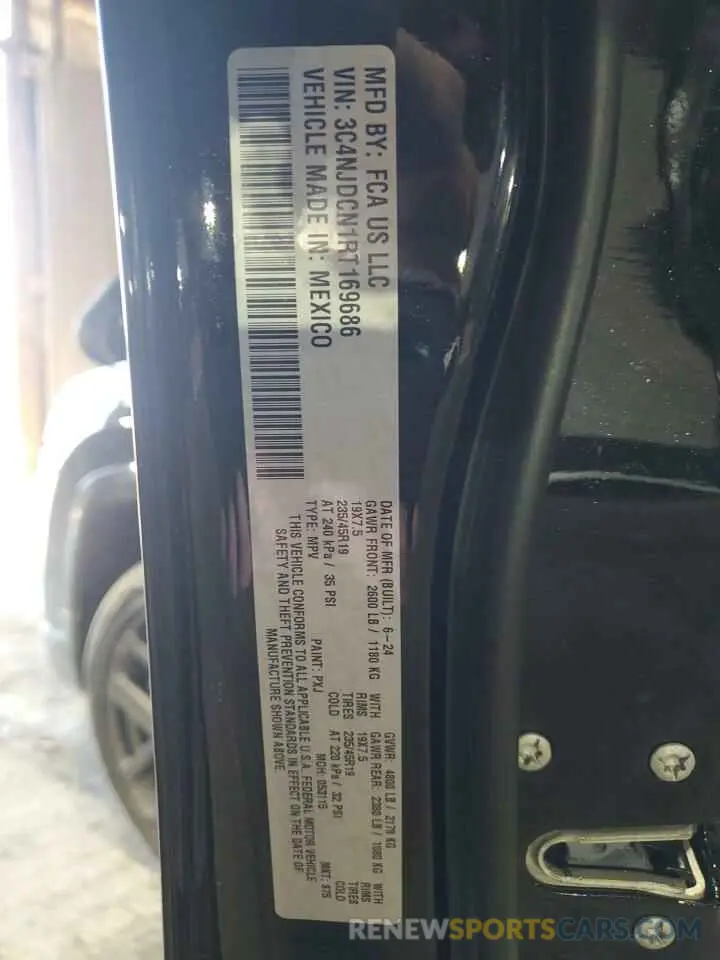 MFD BY: FCA US LLC
VIN: 3C4NJDCN1RT169686
VEHICLE MADE IN: MEXICO
DATE OF MFR (BUILT): 6-24 GVWR: 4800 LB / 2178 KG
GAWR FRONT: 2600 LB / 1180 KG WITH GAWR REAR: 2380 LB / 1080 KG WITH
19X7.5 RIMS 19X7.5 RIMS
235/45R19 TIRES 235/45R19 TIRES
AT 240 kPa / 35 PSI COLD AT 220 kPa / 32 PSI COLD
TYPE: MPV PAINT: PXJ MCH: 052115 MKT: 875
THIS VEHICLE CONFORMS TO ALL APPLICABLE U.S.A. FEDERAL MOTOR VEHICLE
SAFETY AND THEFT PREVENTION STANDARDS IN EFFECT ON THE DATE OF
MANUFACTURE SHOWN ABOVE.
RENEWSPORTSCARS.COM